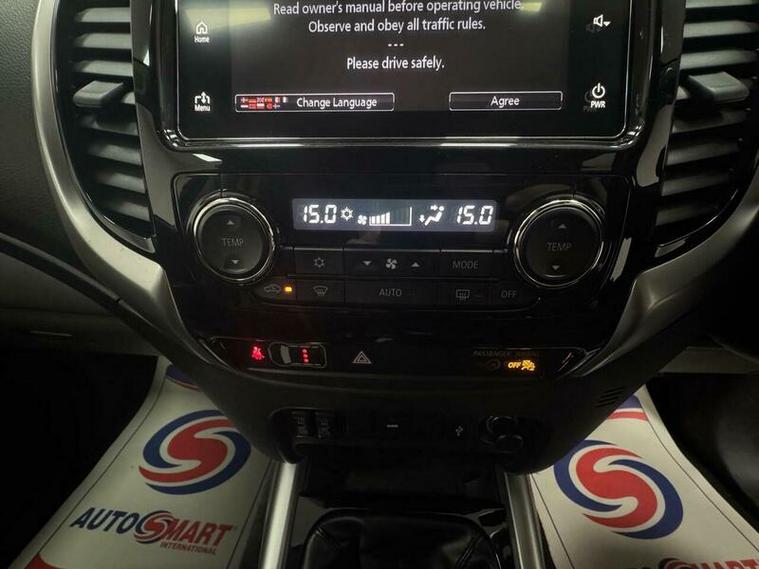 Read owner's manual before operating vehicle.
Observe and obey all traffic rules.
---
Please drive safely.
Home
Menu
PWR
Change Language
Agree
15.0
15.0
TEMP
TEMP
MODE
AUTO
OFF
PASSENGER AIRBAG
OFF
AUTOSMART
INTERNATIONAL